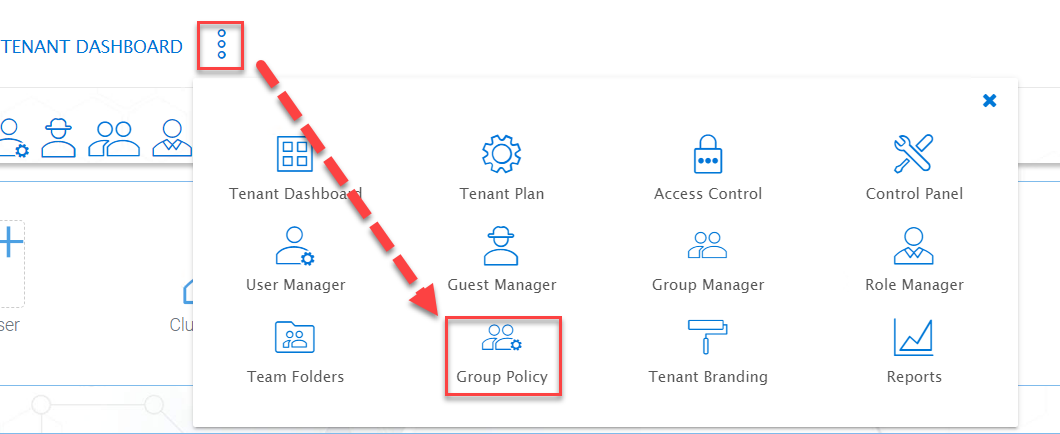 TENANT DASHBOARD
Tenant Dashboard
Tenant Plan
Access Control
Control Panel
User Manager
Guest Manager
Group Manager
Role Manager
ser
Clu
Team Folders
Group Policy
Tenant Branding
Reports